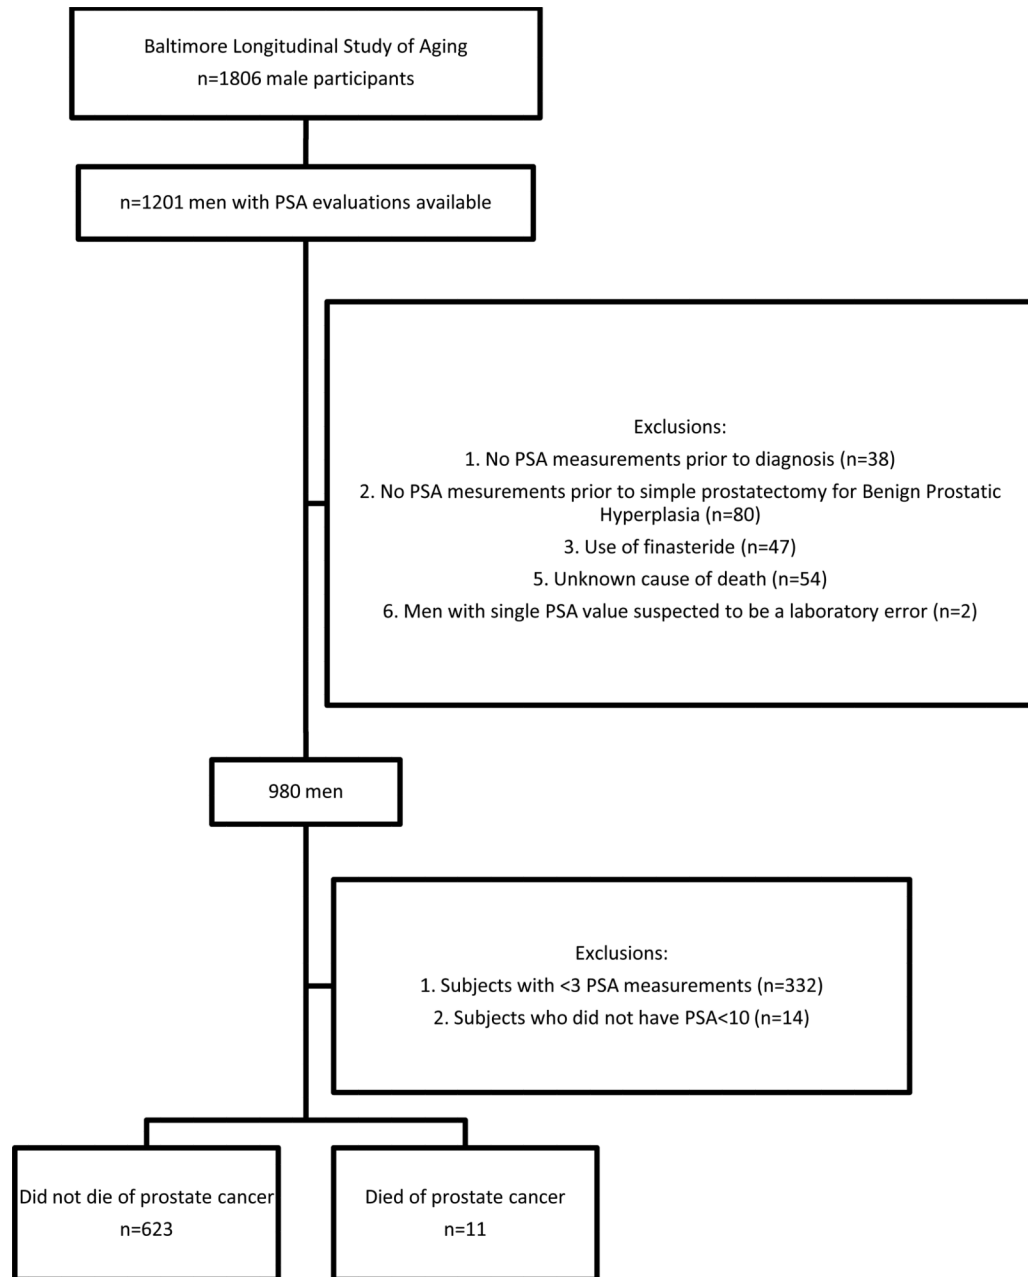 Baltimore Longitudinal Study of Aging
n=1806 male participants
n=1201 men with PSA evaluations available
Exclusions:
1. No PSA measurements prior to diagnosis (n=38)
2. No PSA mesurements prior to simple prostatectomy for Benign Prostatic
Hyperplasia (n=80)
3. Use of finasteride (n=47)
5. Unknown cause of death (n=54)
6. Men with single PSA value suspected to be a laboratory error (n=2)
980 men
Exclusions:
1. Subjects with <3 PSA measurements (n=332)
2. Subjects who did not have PSA<10 (n=14)
Did not die of prostate cancer
n=623
Died of prostate cancer
n=11